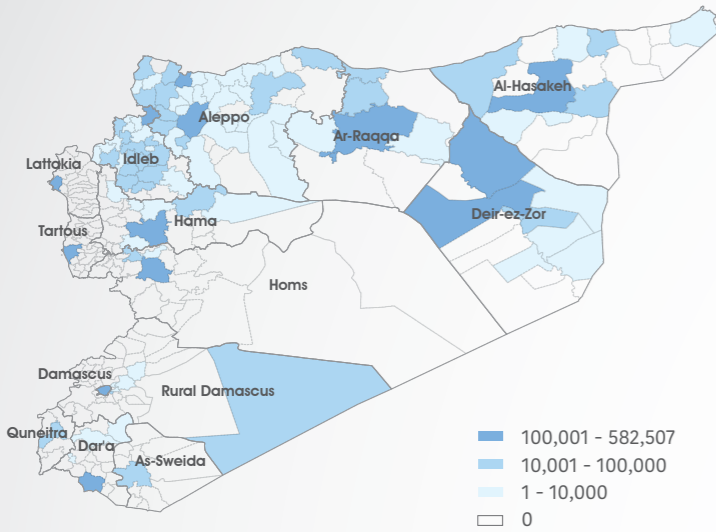 Al-Hasakeh
Aleppo
Ar-Raqqa
Idleb
Lattakia
Deir-ez-Zor
Hama
Tartous
Homs
Damascus
Rural Damascus
Quneitra
Dar'a
As-Sweida
100,001 - 582,507
10,001 - 100,000
1 - 10,000
0